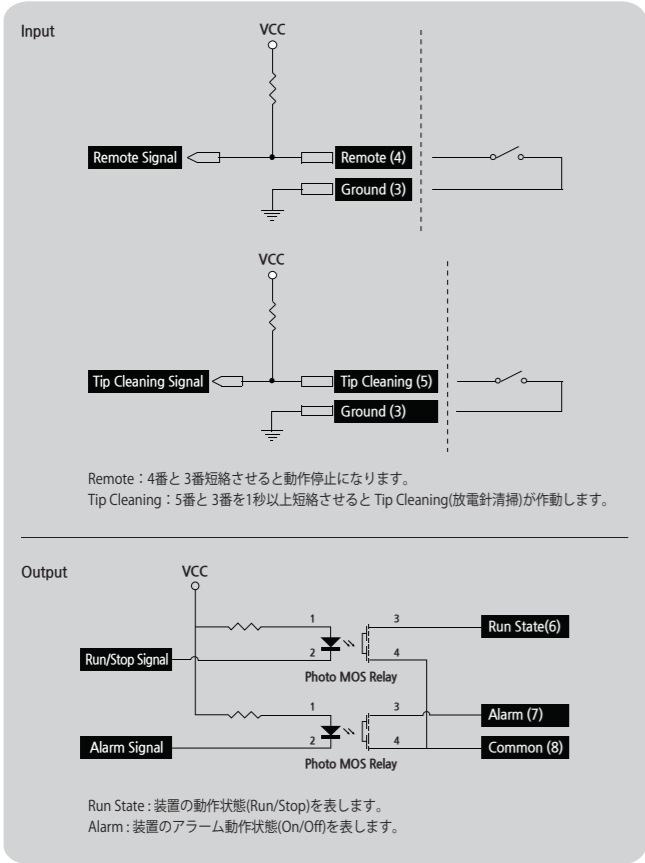 Input
VCC
Remote Signal
Remote (4)
Ground (3)
VCC
Tip Cleaning Signal
Tip Cleaning (5)
Ground (3)
Remote：4番と 3番短絡させると動作停止になります。
Tip Cleaning：5番と 3番を1秒以上短絡させると Tip Cleaning(放電針清掃)が作動します。
Output
VCC
1
3
Run State(6)
Run/Stop Signal
2
4
Photo MOS Relay
1
3
Alarm (7)
Alarm Signal
2
4
Common (8)
Photo MOS Relay
Run State : 装置の動作状態(Run/Stop)を表します。
Alarm : 装置のアラーム動作状態(On/Off)を表します。